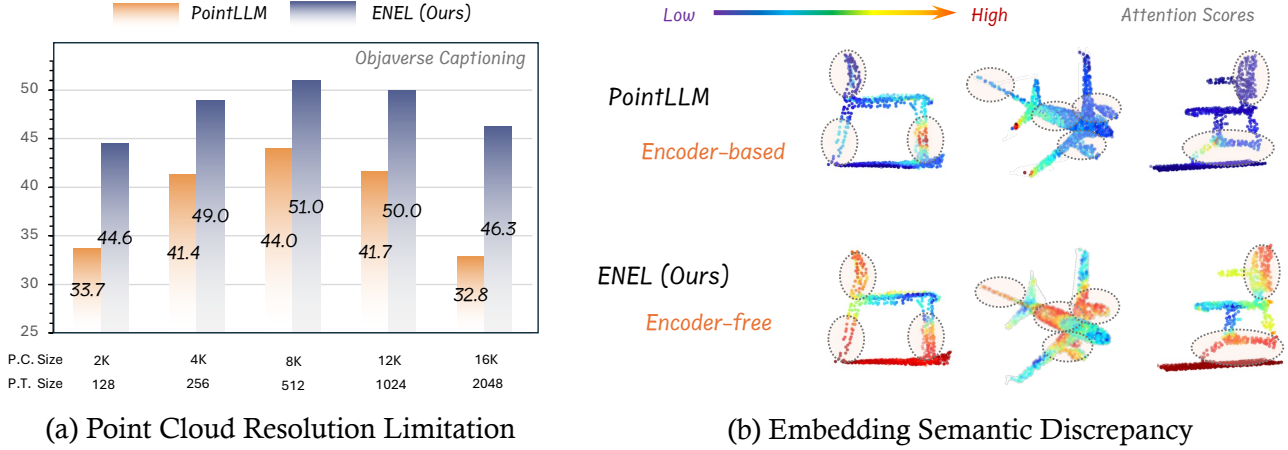 PointLLM ENEL (Ours)
Objaverse Captioning
50
45
40
35
30
25
33.7 44.6
41.4 49.0
44.0 51.0
41.7 50.0
32.8 46.3
P.C. Size 2K 4K 8K 12K 16K
P.T. Size 128 256 512 1024 2048
(a) Point Cloud Resolution Limitation
Low High Attention Scores
PointLLM
Encoder-based
ENEL (Ours)
Encoder-free
(b) Embedding Semantic Discrepancy